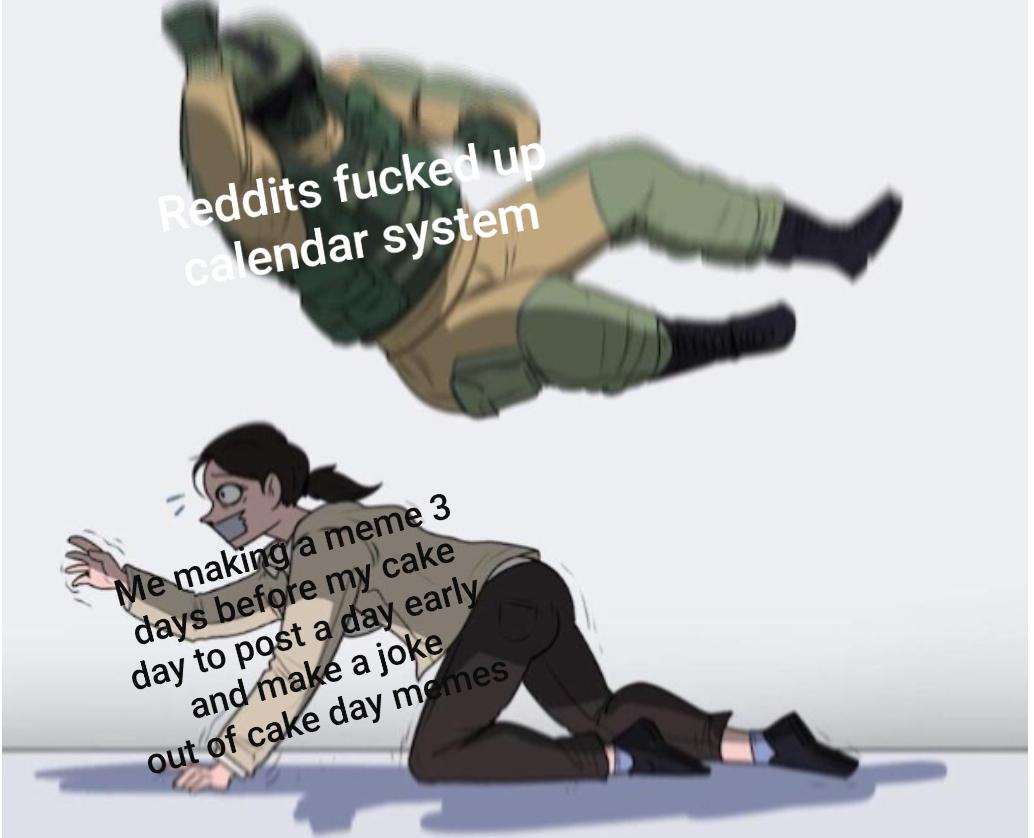 Reddits fucked up
calendar system
Me making a meme 3
days before my cake
day to post a day early
and make a joke
out of cake day memes